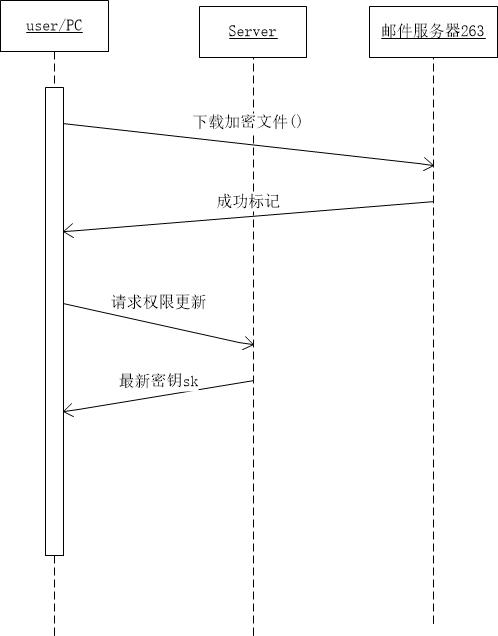 user/PC
Server
邮件服务器263
下载加密文件()
成功标记
请求权限更新
最新密钥sk